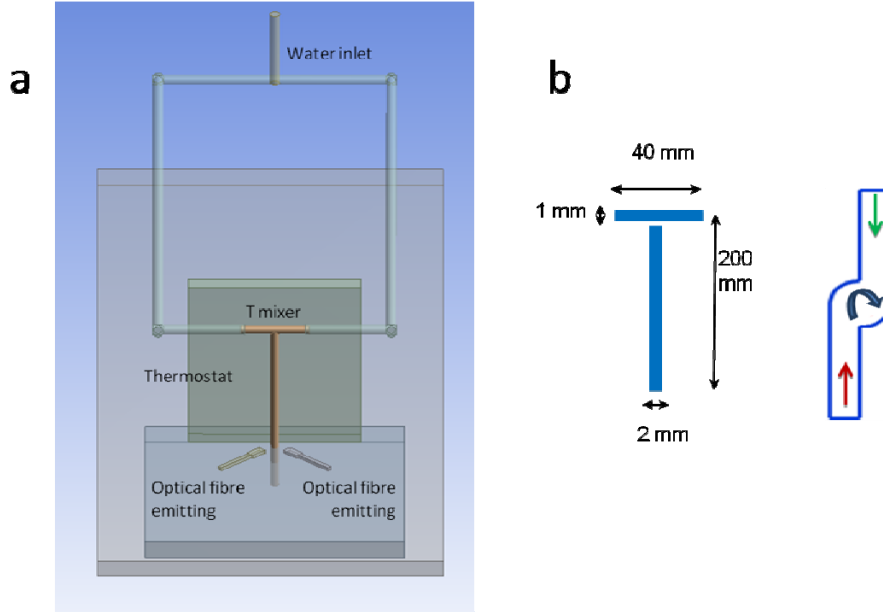 a
Water inlet
T mixer
Thermostat
Optical fibre
emitting
Optical fibre
emitting
b
40 mm
1 mm
200
mm
2 mm